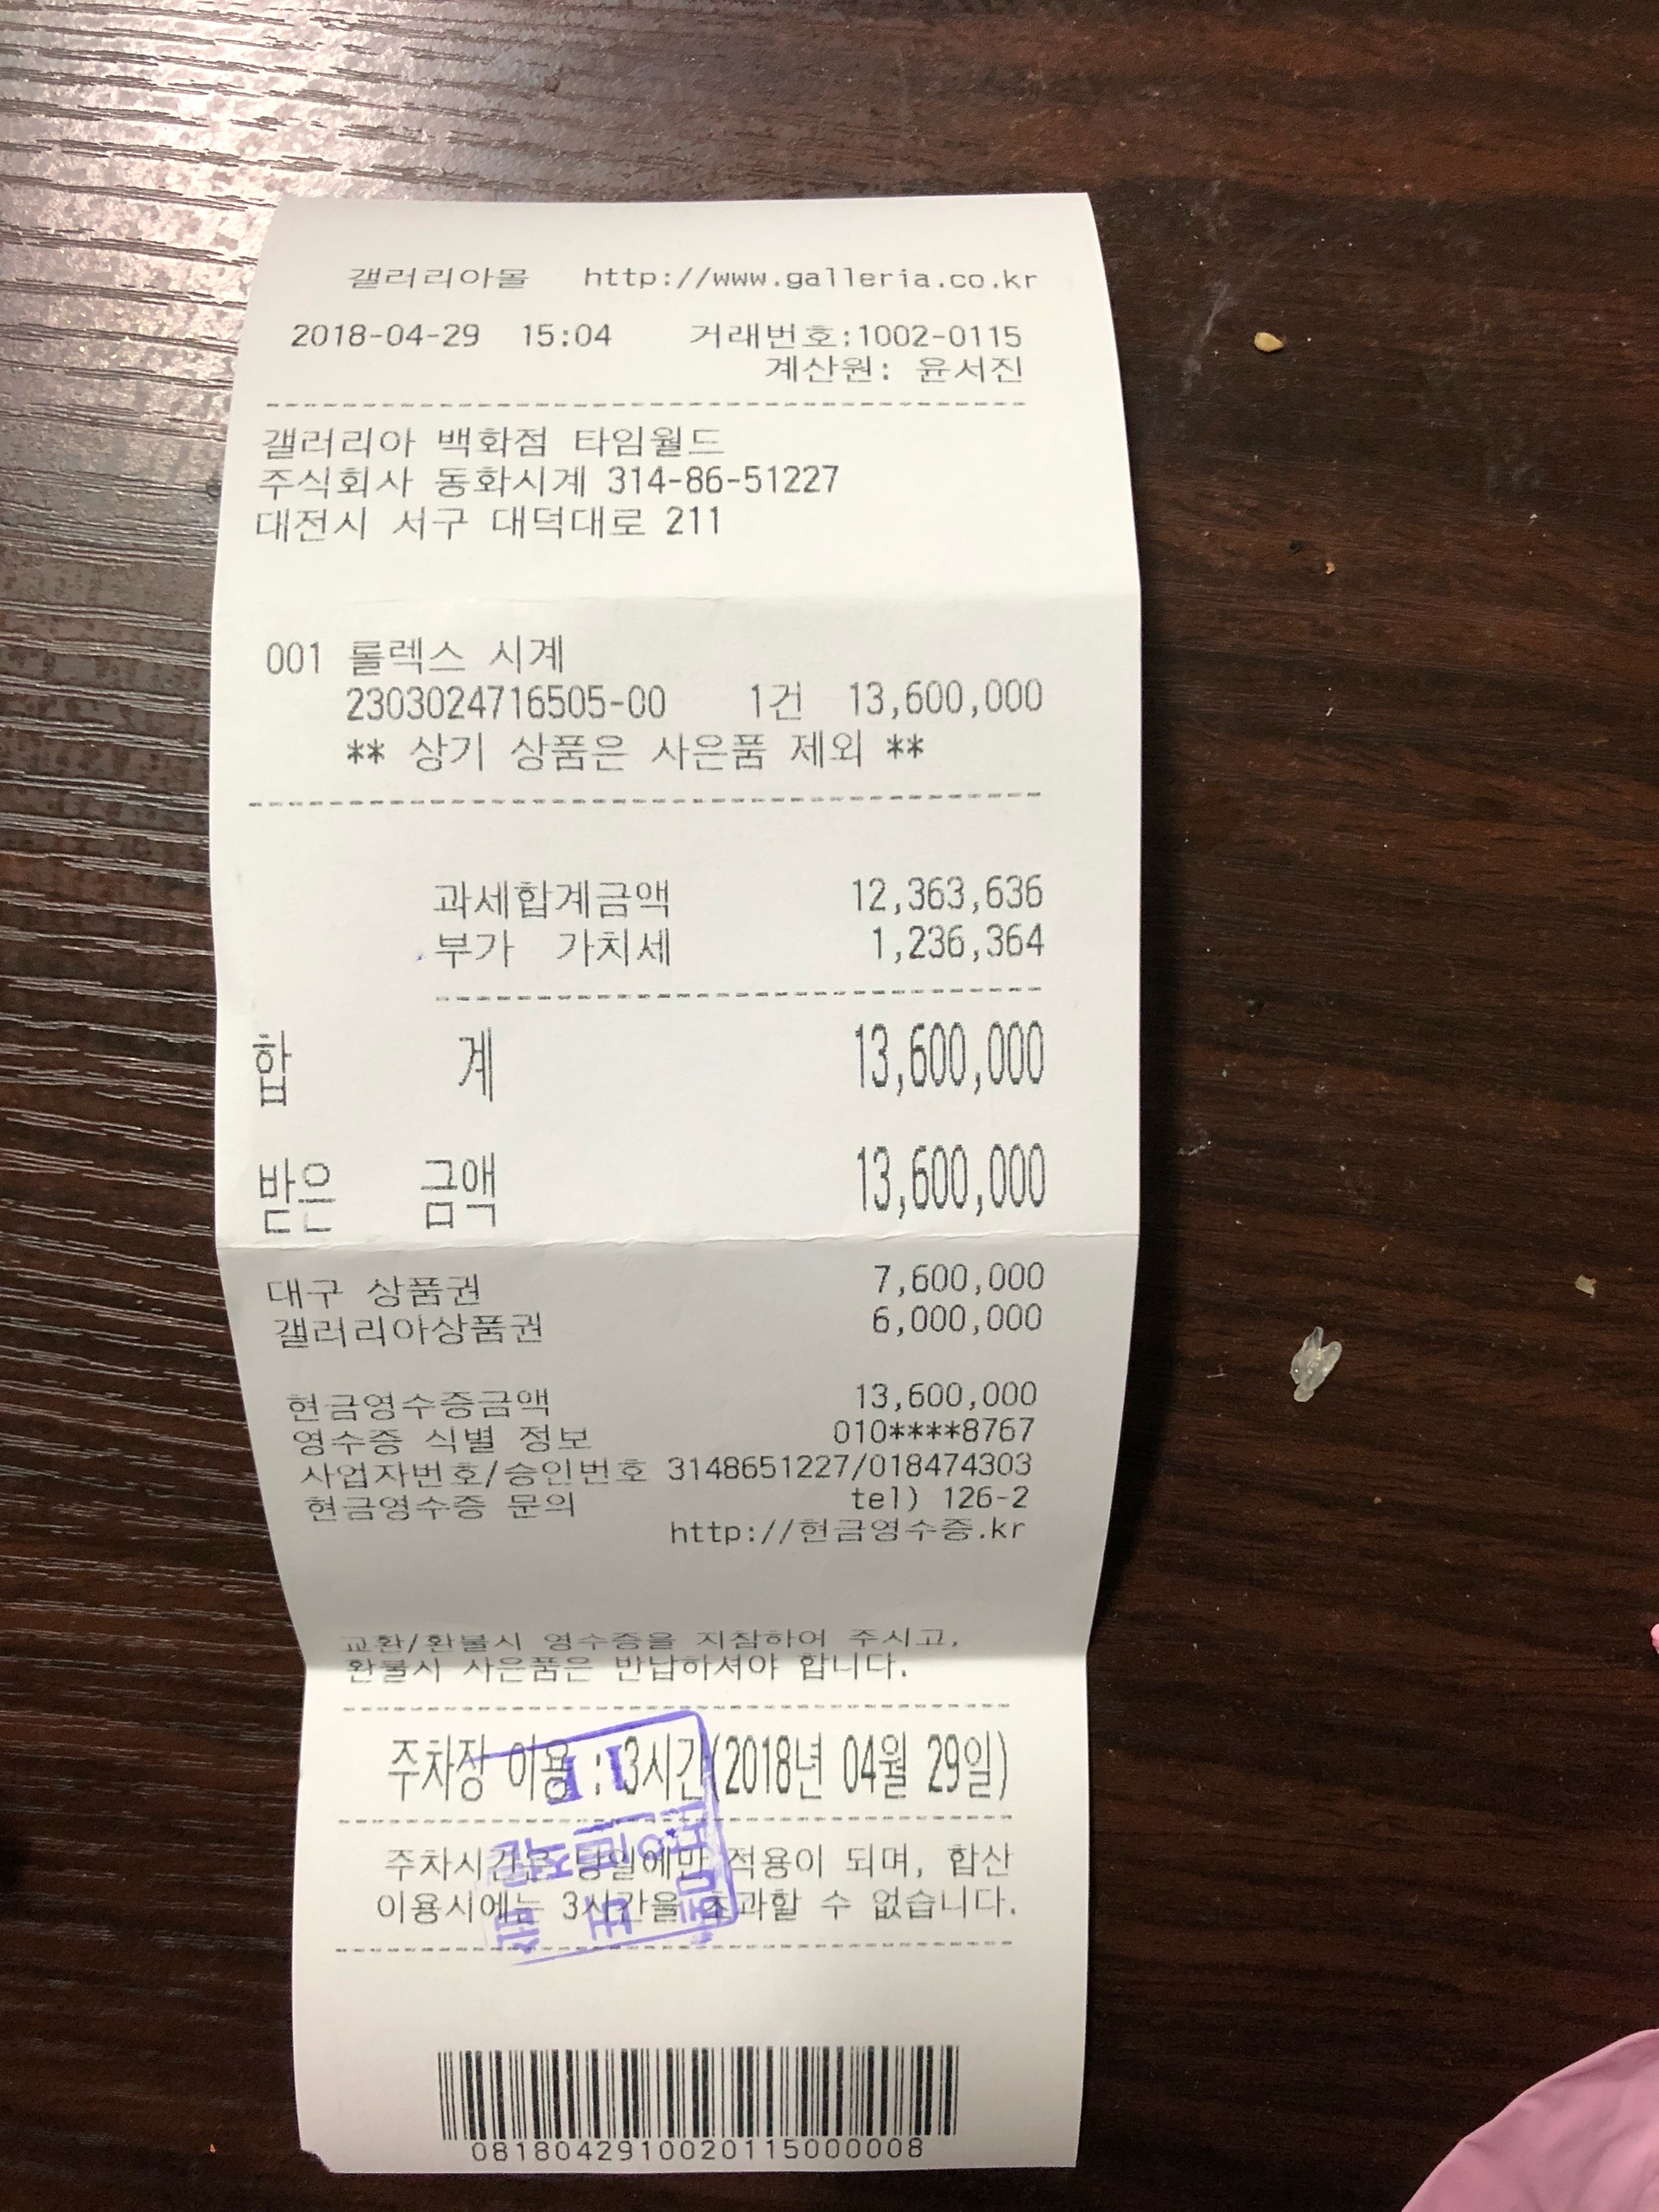 갤러리아몰 http://www.galleria.co.kr
2018-04-29 15:04 거래번호:1002-0115
계산원: 윤서진
갤러리아 백화점 타임월드
주식회사 동화시계 314-86-51227
대전시 서구 대덕대로 211
001 롤렉스 시계
2303024716505-00 1건 13,600,000
** 상기 상품은 사은품 제외 **
과세합계금액 12,363,636
부가 가치세 1,236,364
합 계 13,600,000
받은 금액 13,600,000
대구 상품권 7,600,000
갤러리아상품권 6,000,000
현금영수증금액 13,600,000
영수증 식별 정보 010****8767
사업자번호/승인번호 3148651227/018474303
현금영수증 문의 tel) 126-2
http://현금영수증.kr
교환/환불시 영수증을 지참하여 주시고,
환불시 사은품은 반납하셔야 합니다.
주차장 이용 : 3시간(2018년 04월 29일)
주차시간은 당일에만 적용이 되며, 합산
이용시에는 3시간을 초과할 수 없습니다.
0818042910020115000008